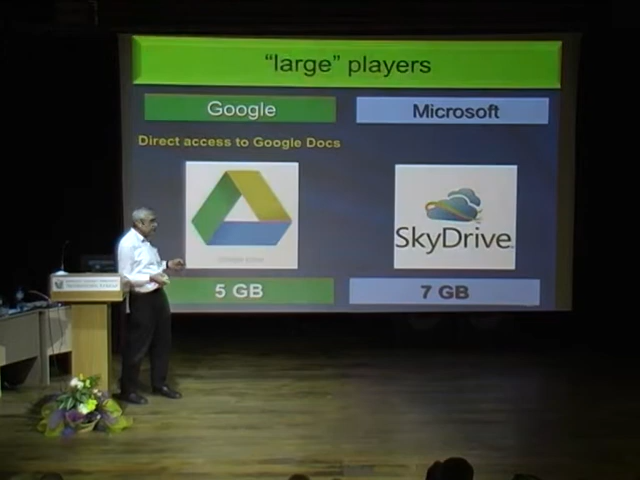 “large” players
Google
Microsoft
Direct access to Google Docs
SkyDrive
5 GB
7 GB